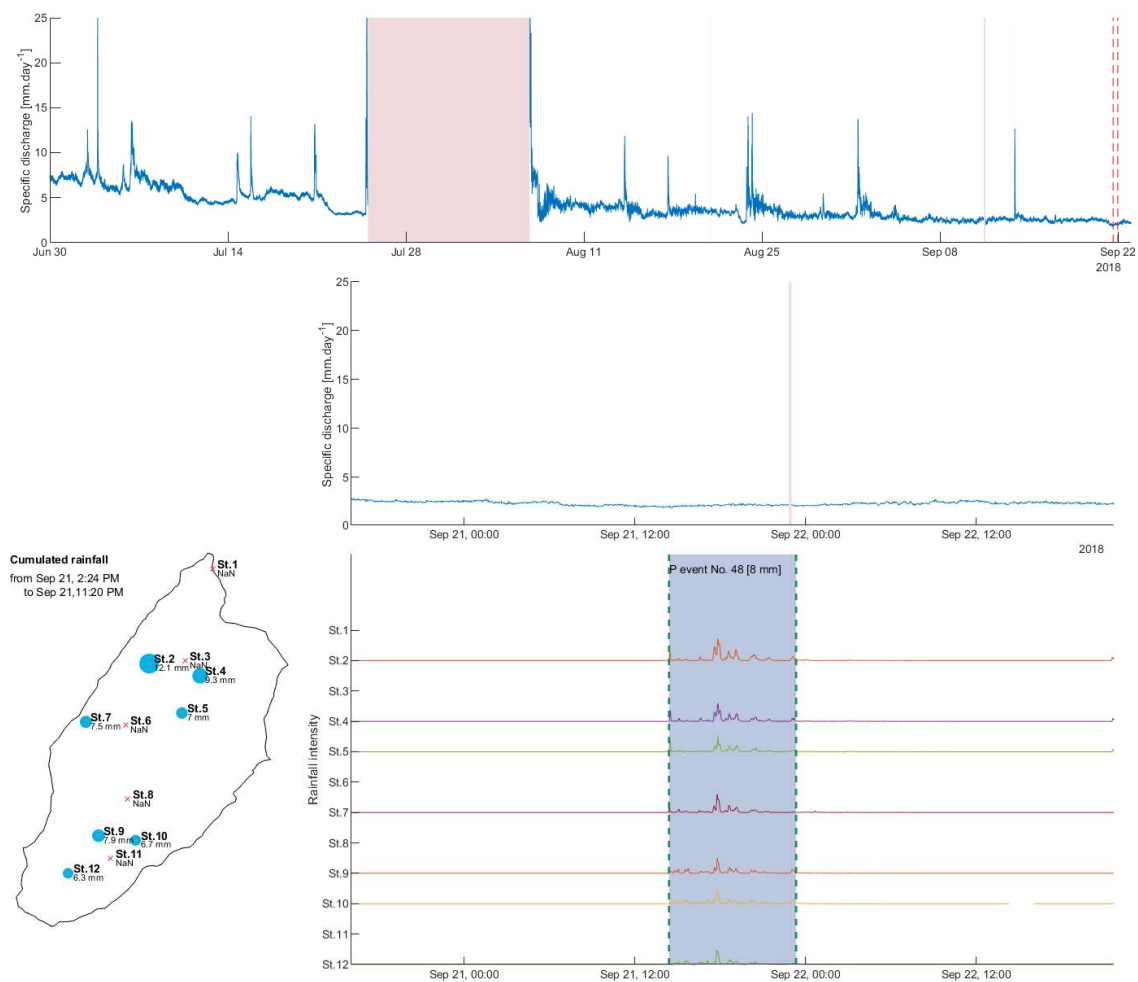 25
20
15
10
5
0
Specific discharge [mm.day-1]
Jun 30 Jul 14 Jul 28 Aug 11 Aug 25 Sep 08 Sep 22
2018
25
20
15
10
5
0
Specific discharge [mm.day-1]
Sep 21, 00:00 Sep 21, 12:00 Sep 22, 00:00 Sep 22, 12:00
2018
Cumulated rainfall
from Sep 21, 2:24 PM
to Sep 21,11:20 PM
St.1
NaN
St.2
12.1 mm
St.3
NaN
St.4
9.3 mm
St.5
7 mm
St.7
7.5 mm
St.6
NaN
St.8
NaN
St.9
7.9 mm
St.10
6.7 mm
St.11
NaN
St.12
6.3 mm
P event No. 48 [8 mm]
Rainfall intensity
St.1
St.2
St.3
St.4
St.5
St.6
St.7
St.8
St.9
St.10
St.11
St.12
Sep 21, 00:00 Sep 21, 12:00 Sep 22, 00:00 Sep 22, 12:00